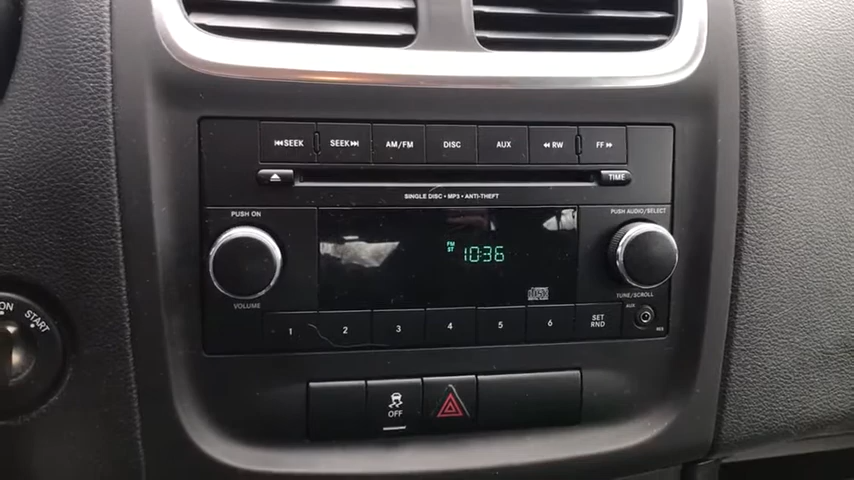 ⏮SEEK SEEK⏭ AM/FM DISC AUX ◀◀RW FF▶▶
TIME
SINGLE DISC • MP3 • ANTI-THEFT
PUSH ON
PUSH AUDIO/SELECT
FM
ST
10:36
VOLUME
TUNE/SCROLL
AUX
1 2 3 4 5 6 SET
RND
ON
START
OFF